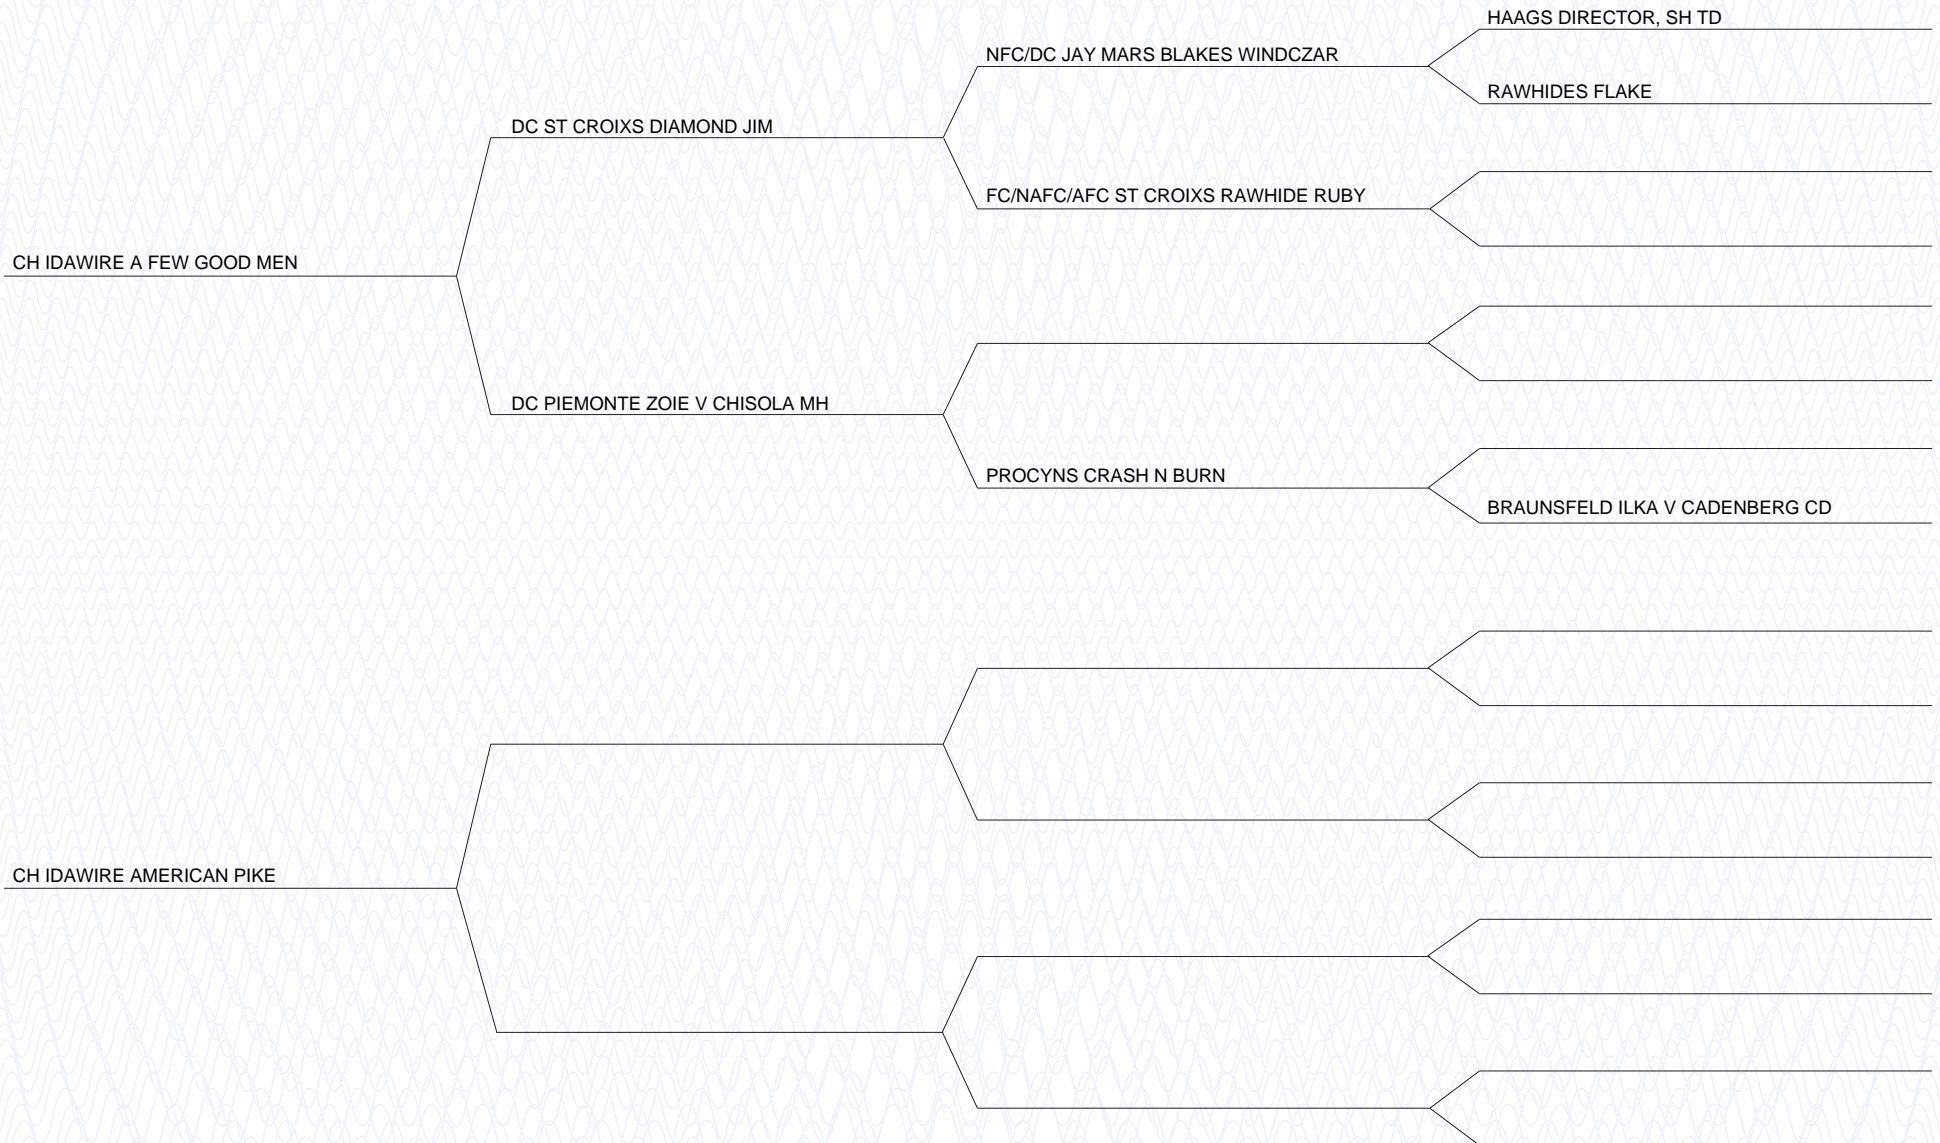 HAAGS DIRECTOR, SH TD
NFC/DC JAY MARS BLAKES WINDCZAR
RAWHIDES FLAKE
DC ST CROIXS DIAMOND JIM
FC/NAFC/AFC ST CROIXS RAWHIDE RUBY
CH IDAWIRE A FEW GOOD MEN
DC PIEMONTE ZOIE V CHISOLA MH
PROCYNS CRASH N BURN
BRAUNSFELD ILKA V CADENBERG CD
CH IDAWIRE AMERICAN PIKE